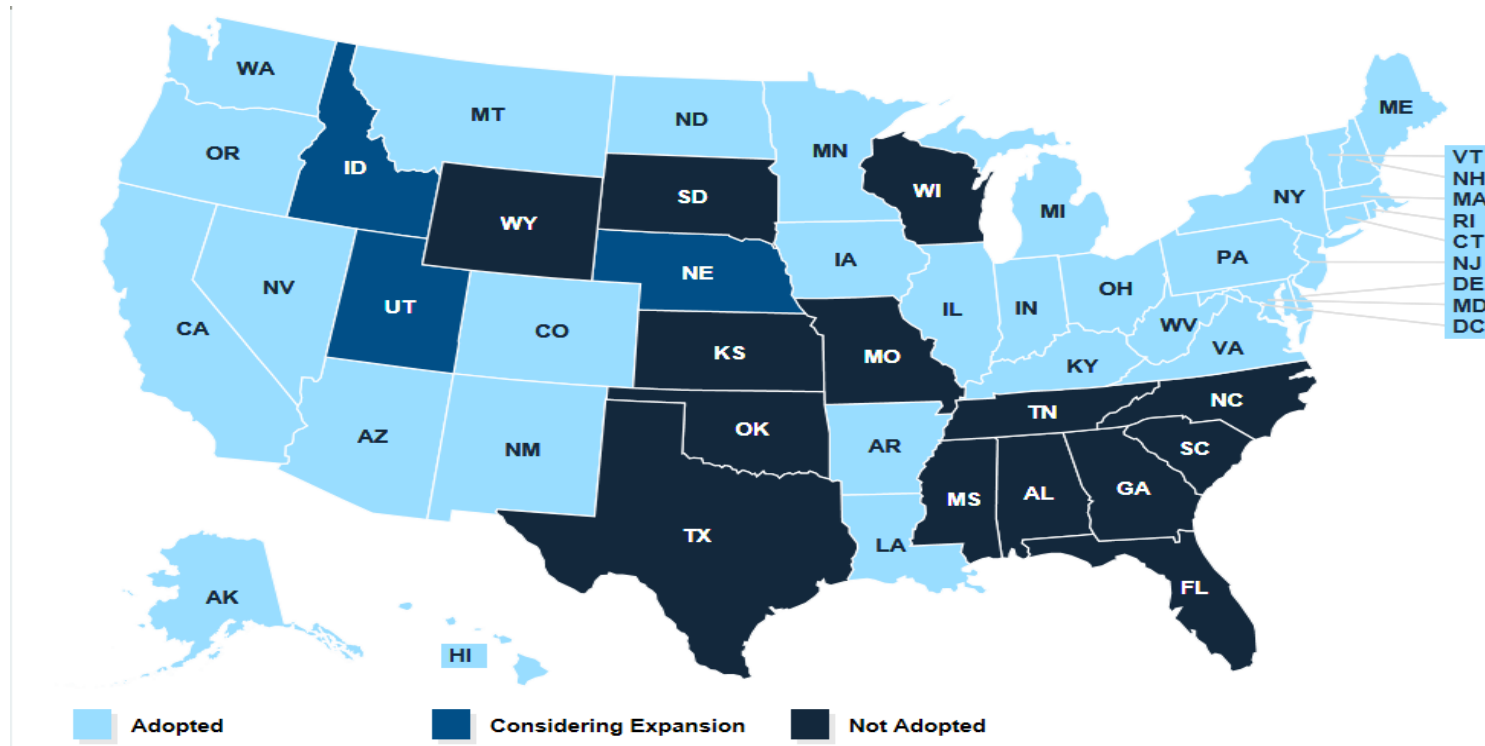 WA
MT
ND
MN
ME
OR
ID
SD
WI
MI
NY
VT
NH
MA
RI
CT
NJ
DE
MD
DC
WY
NE
IA
PA
NV
UT
CO
IL
IN
OH
WV
VA
CA
KS
MO
KY
AZ
NM
OK
AR
TN
NC
SC
MS
AL
GA
TX
LA
FL
AK
HI
Adopted
Considering Expansion
Not Adopted